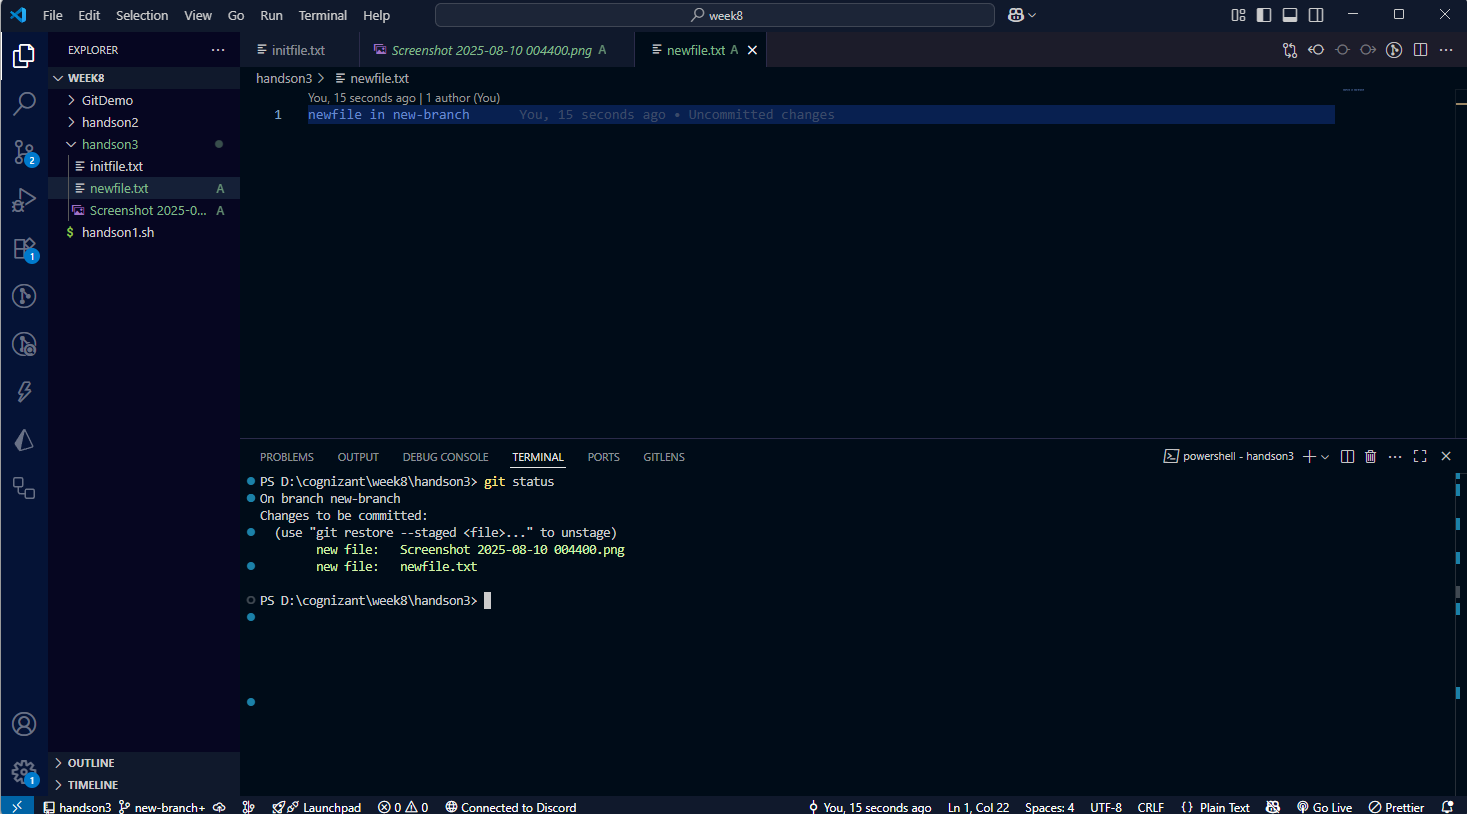 File Edit Selection View Go Run Terminal Help
week8
EXPLORER
WEEK8
GitDemo
handson2
handson3
initfile.txt
newfile.txt A
Screenshot 2025-0... A
handson1.sh
OUTLINE
TIMELINE
2
1
1
initfile.txt
Screenshot 2025-08-10 004400.png A
newfile.txt A
handson3 > newfile.txt
You, 15 seconds ago | 1 author (You)
1 newfile in new-branch You, 15 seconds ago • Uncommitted changes
PROBLEMS OUTPUT DEBUG CONSOLE TERMINAL PORTS GITLENS
powershell - handson3
PS D:\cognizant\week8\handson3> git status
On branch new-branch
Changes to be committed:
(use "git restore --staged <file>..." to unstage)
new file: Screenshot 2025-08-10 004400.png
new file: newfile.txt
PS D:\cognizant\week8\handson3>
handson3 new-branch+ Launchpad 0 0 Connected to Discord You, 15 seconds ago Ln 1, Col 22 Spaces: 4 UTF-8 CRLF {} Plain Text Go Live Prettier